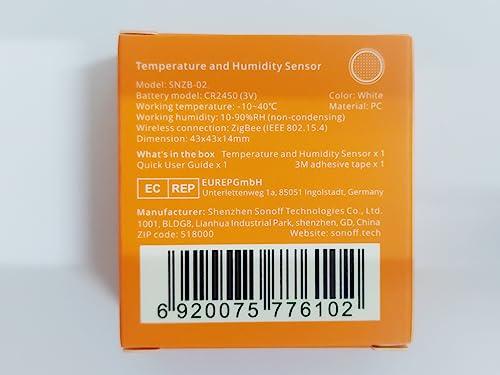 Temperature and Humidity Sensor
Model: SNZB-02
Battery model: CR2450 (3V) Color: White
Working temperature: -10~40℃ Material: PC
Working humidity: 10-90%RH (non-condensing)
Wireless connection: ZigBee (IEEE 802.15.4)
Dimension: 43x43x14mm
What's in the box Temperature and Humidity Sensor x 1
Quick User Guide x 1 3M adhesive tape x 1
EC REP EUREPGmbH
Unterlettenweg 1a, 85051 Ingolstadt, Germany
Manufacturer: Shenzhen Sonoff Technologies Co., Ltd.
1001, BLDG8, Lianhua Industrial Park, shenzhen, GD, China
ZIP code: 518000 Website: sonoff.tech
6 920075 776102